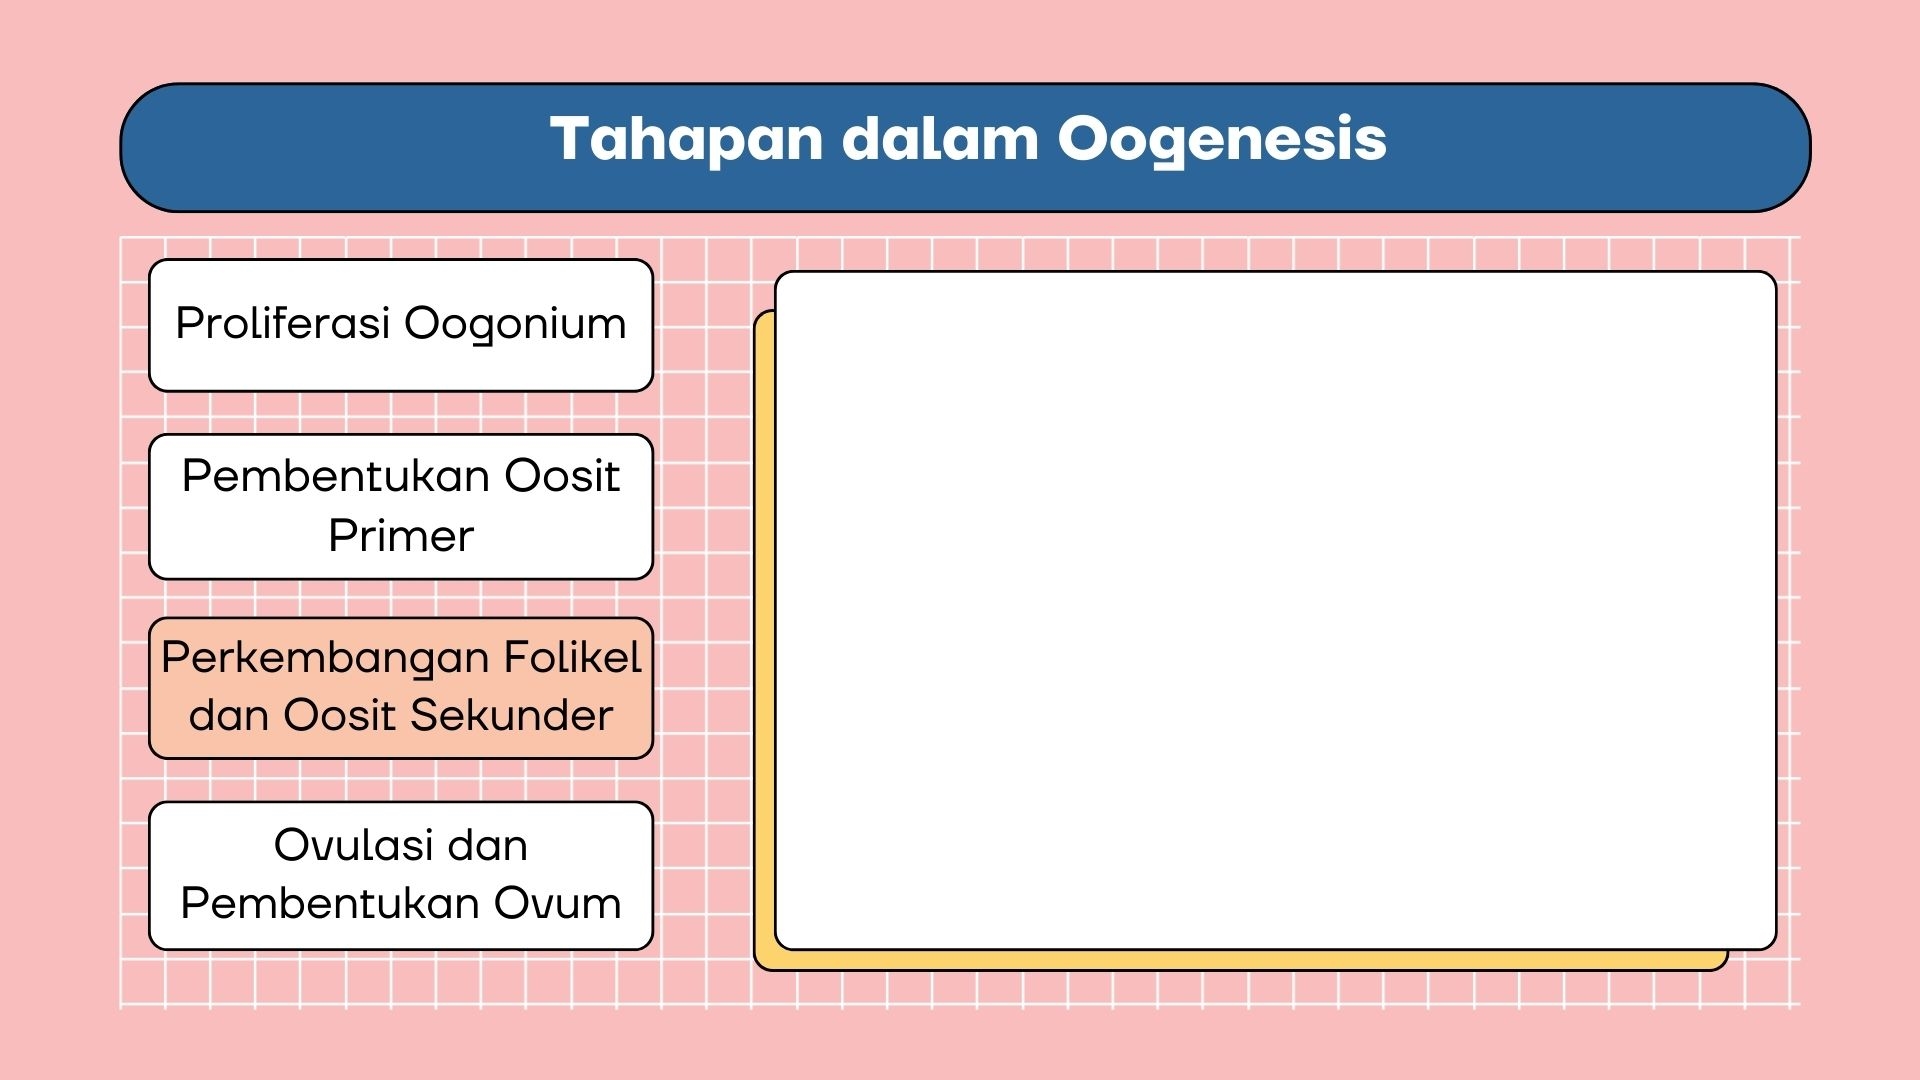 Tahapan dalam Oogenesis
Proliferasi Oogonium
Pembentukan Oosit
Primer
Perkembangan Folikel
dan Oosit Sekunder
Ovulasi dan
Pembentukan Ovum